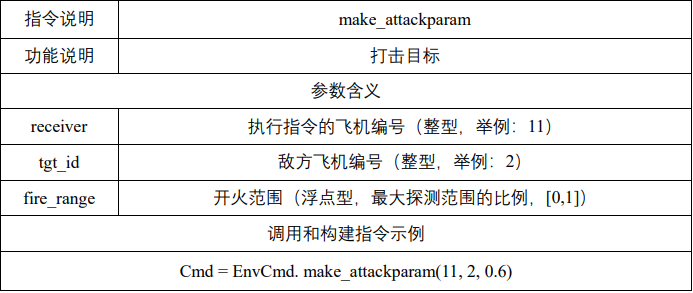 指令说明 make_attackparam
功能说明 打击目标
参数含义
receiver 执行指令的飞机编号（整型，举例：11）
tgt_id 敌方飞机编号（整型，举例：2）
fire_range 开火范围（浮点型，最大探测范围的比例，[0,1]）
调用和构建指令示例
Cmd = EnvCmd. make_attackparam(11, 2, 0.6)